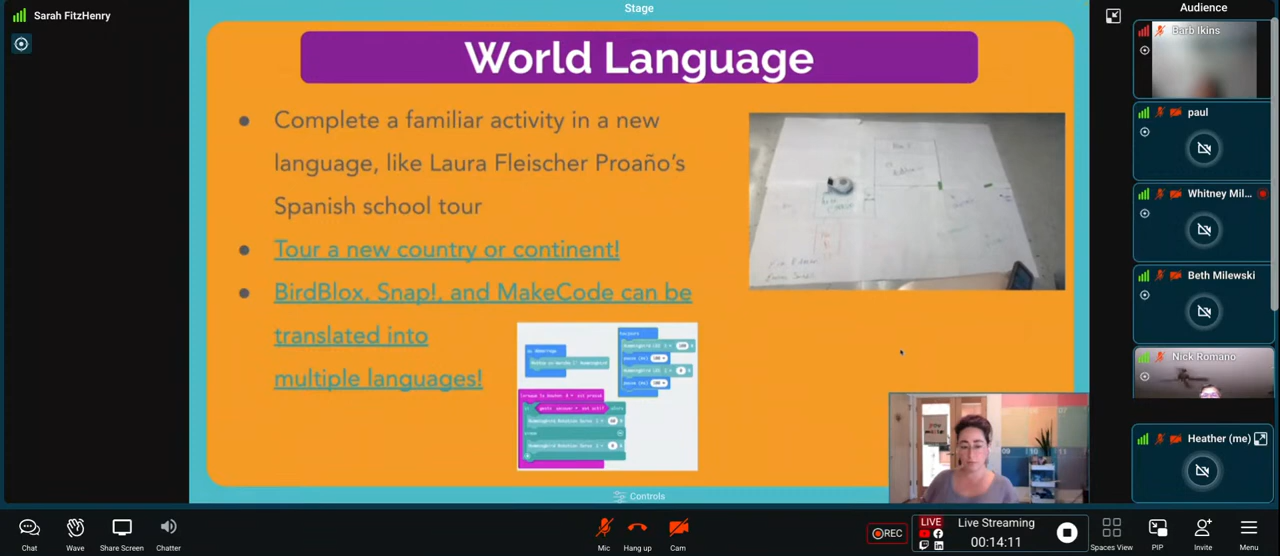 Stage
Audience
Sarah FitzHenry
World Language
Complete a familiar activity in a new
language, like Laura Fleischer Proaño's
Spanish school tour
Tour a new country or continent!
BirdBlox, Snap!, and MakeCode can be
translated into
multiple languages!
Barb Ikins
paul
Whitney Mil...
Beth Milewski
Nick Romano
Heather (me)
Controls
Chat
Wave
Share Screen
Chatter
Mic
Hang up
Cam
REC
LIVE
Live Streaming
00:14:11
Spaces View
PIP
Invite
Menu